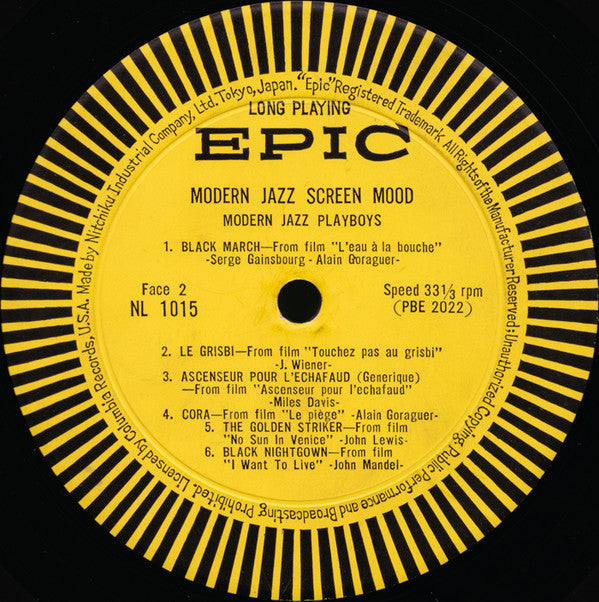 Licensed by Columbia Records, U.S.A. Made by Nitchiku Industrial Company, Ltd. Tokyo, Japan. "Epic" Registered Trademark. All Rights of the Manufacturer Reserved; Unauthorized Copying; Public Performance and Broadcasting Prohibited.
LONG PLAYING
EPIC
MODERN JAZZ SCREEN MOOD
MODERN JAZZ PLAYBOYS
1. BLACK MARCH—From film "L'eau à la bouche"
-Serge Gainsbourg - Alain Goraguer-
Face 2
NL 1015
Speed 33 1/3 rpm
(PBE 2022)
2. LE GRISBI—From film "Touchez pas au grisbi"
-J. Wiener-
3. ASCENSEUR POUR L'ECHAFAUD (Generique)
—From film "Ascenseur pour l'echafaud"
-Miles Davis-
4. CORA—From film "Le piège" -Alain Goraguer-
5. THE GOLDEN STRIKER—From film
"No Sun In Venice" -John Lewis-
6. BLACK NIGHTGOWN—From film
"I Want To Live" -John Mandel-